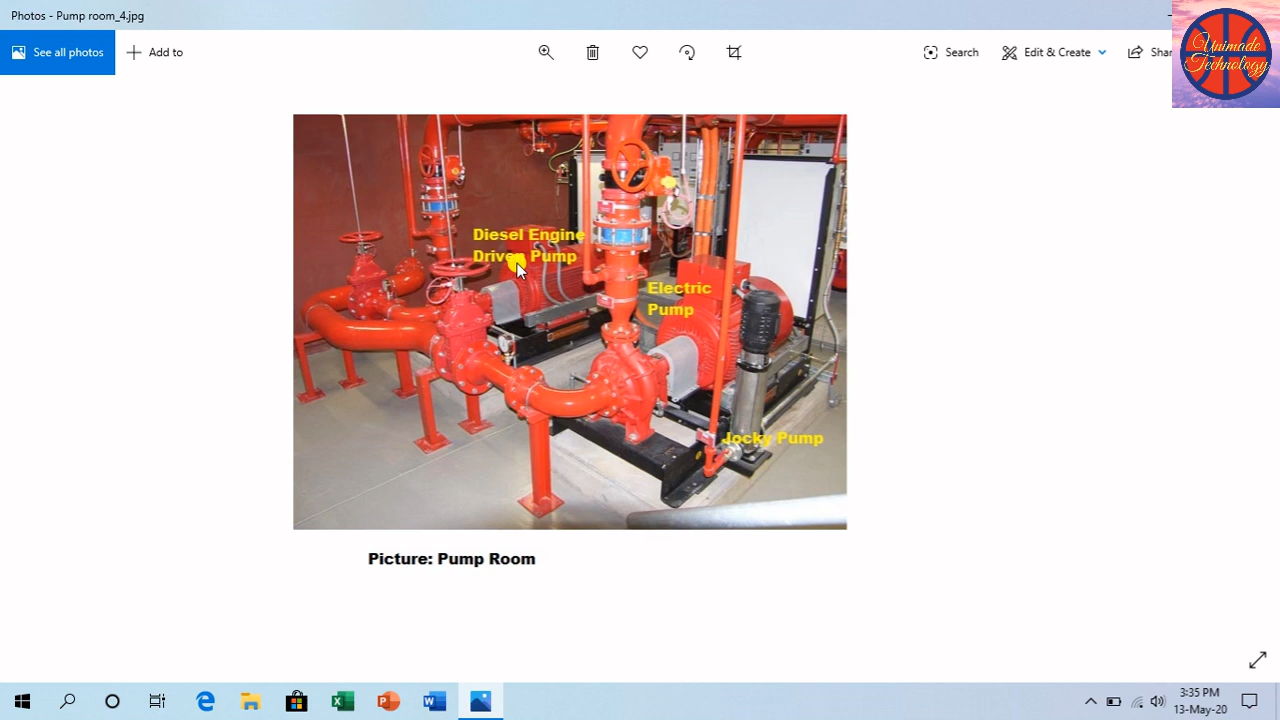 Photos - Pump room_4.jpg
See all photos
Add to
Search
Edit & Create
Shar
Unimade
Technology
Diesel Engine
Driven Pump
Electric
Pump
Jocky Pump
Picture: Pump Room
3:35 PM
13-May-20